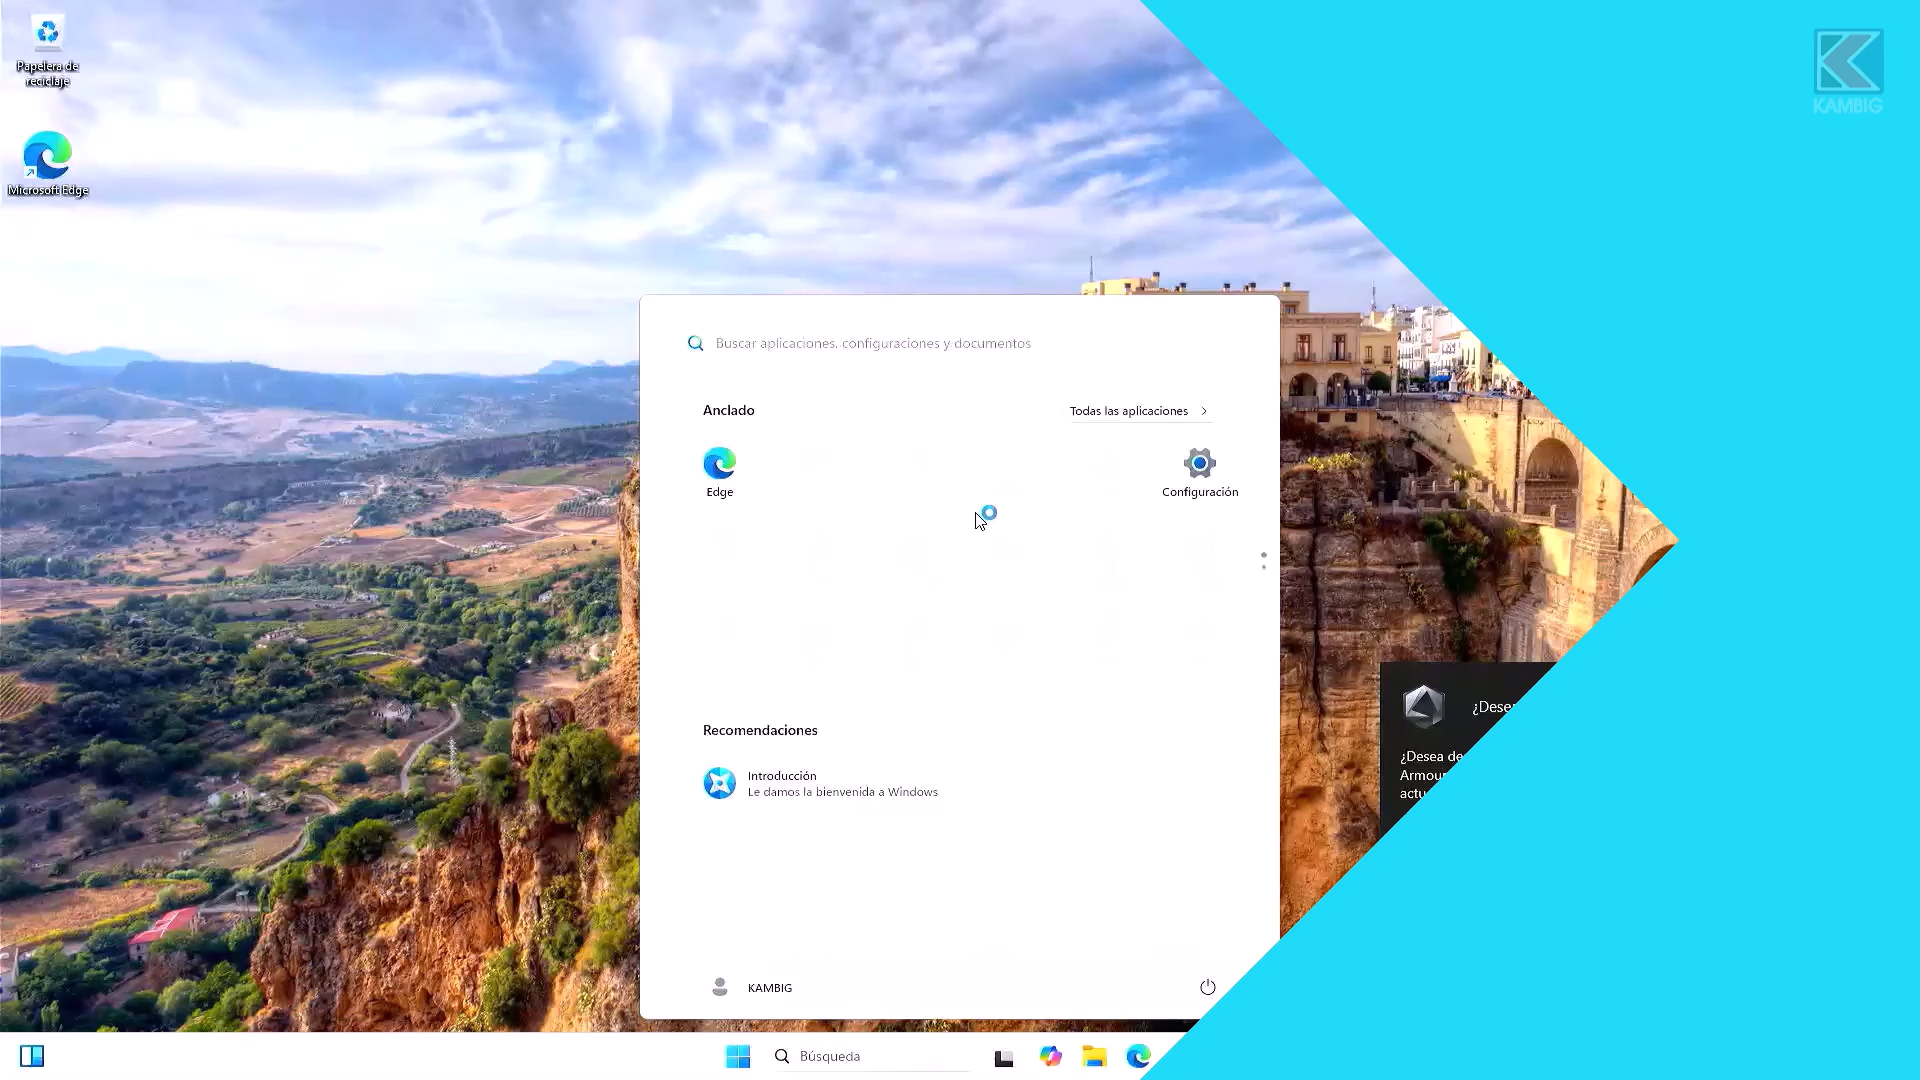 Papelera de
reciclaje
Microsoft Edge
KAMBIG
Buscar aplicaciones, configuraciones y documentos
Anclado
Todas las aplicaciones
Edge
Configuración
Recomendaciones
Introducción
Le damos la bienvenida a Windows
¿Dese
¿Desea de
Armou
actu
KAMBIG
Búsqueda